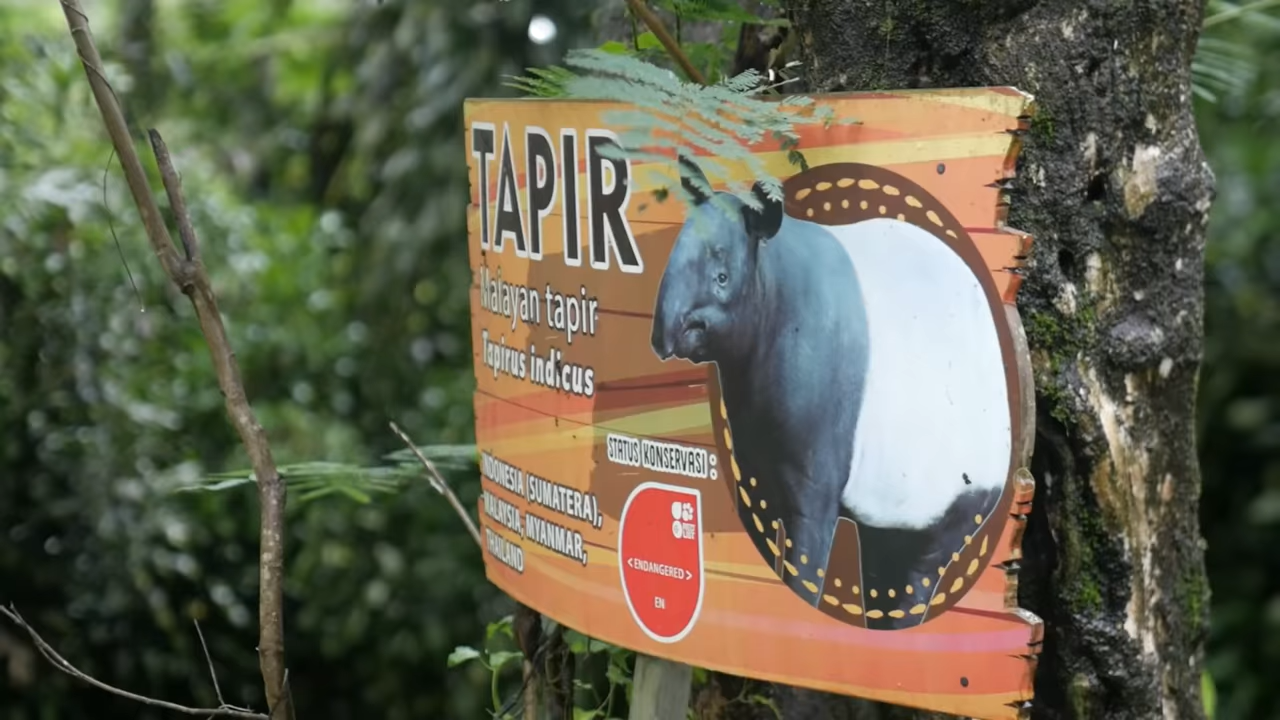 TAPIR
Malayan tapir
Tapirus indicus
STATUS KONSERVASI :
INDONESIA (SUMATERA),
MALAYSIA, MYANMAR,
THAILAND
< ENDANGERED >
EN